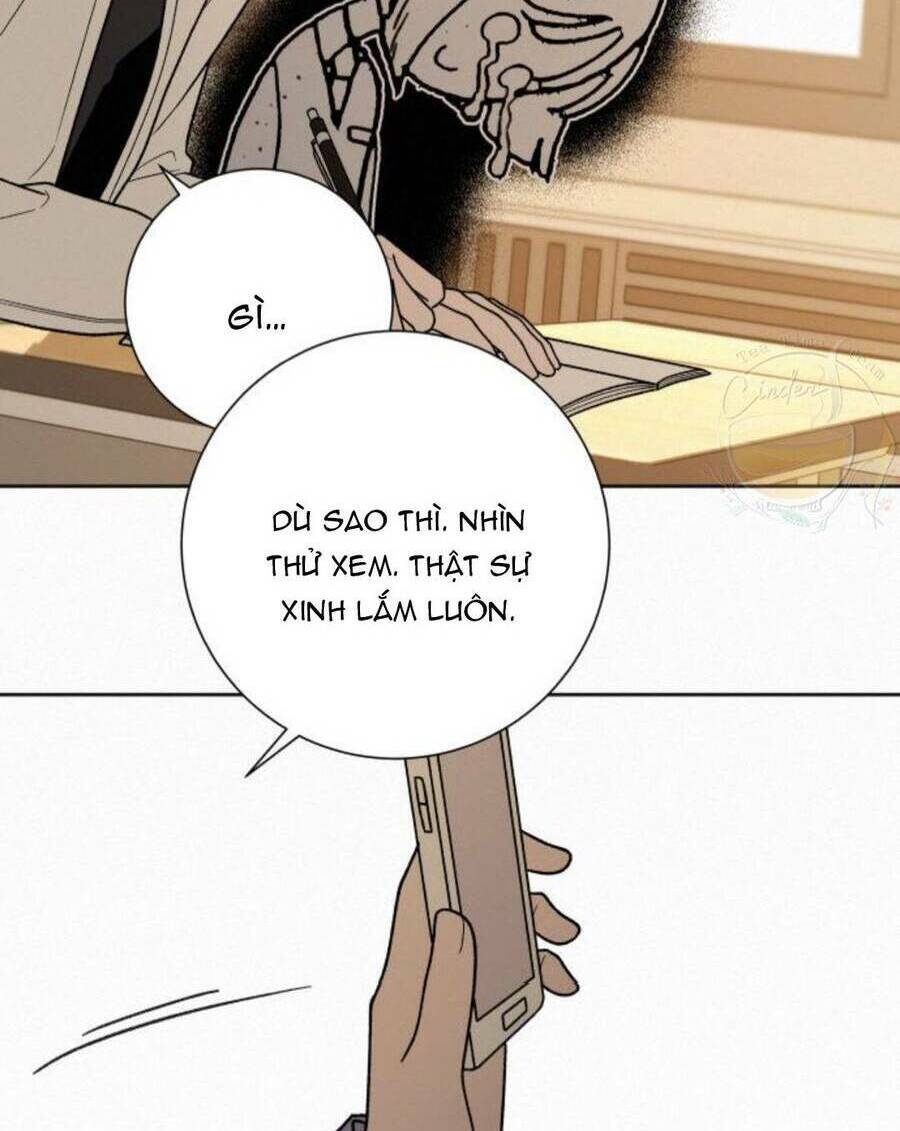 GÌ...
DÙ SAO THÌ. NHÌN
THỬ XEM. THẬT SỰ
XINH LẮM LUÔN.